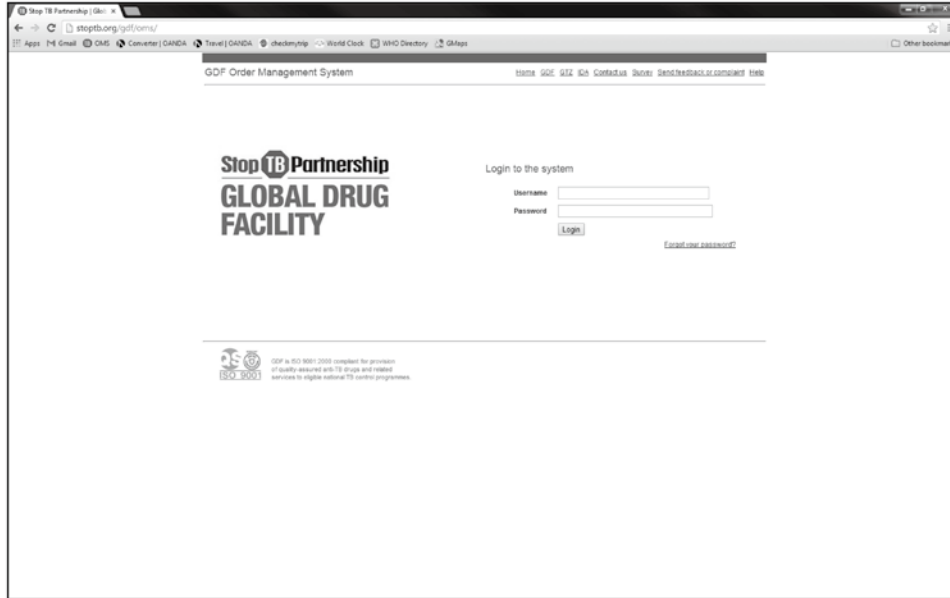 Stop TB Partnership | Glob
stoptb.org/gdf/oms/
Apps Gmail OMS Converter | OANDA Travel | OANDA checkmytrip World Clock WHO Directory GMaps Other bookmar
GDF Order Management System Home GDF GTZ IDA Contact us Survey Send feedback or complaint Help
Stop TB Partnership
GLOBAL DRUG
FACILITY
Login to the system
Username
Password
Login
Forgot your password?
ISO 9001
GDF is ISO 9001:2008 compliant for provision
of quality-assured anti-TB drugs and related
services to eligible national TB control programmes.